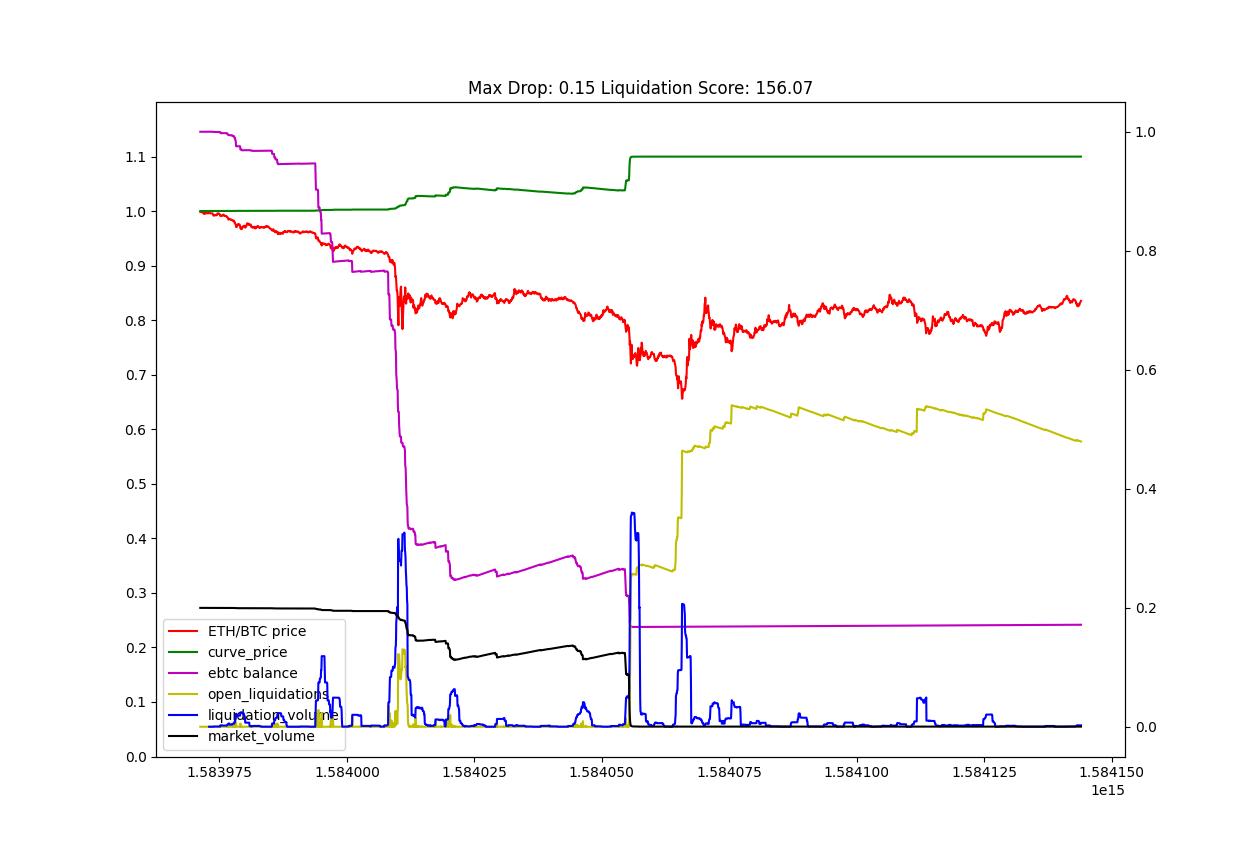 Max Drop: 0.15 Liquidation Score: 156.07
1.1
1.0
0.9
0.8
0.7
0.6
0.5
0.4
0.3
0.2
0.1
0.0
1.0
0.8
0.6
0.4
0.2
0.0
ETH/BTC price
curve_price
ebtc balance
open_liquidations
liquidation_volume
market_volume
1.583975 1.584000 1.584025 1.584050 1.584075 1.584100 1.584125 1.584150
1e15